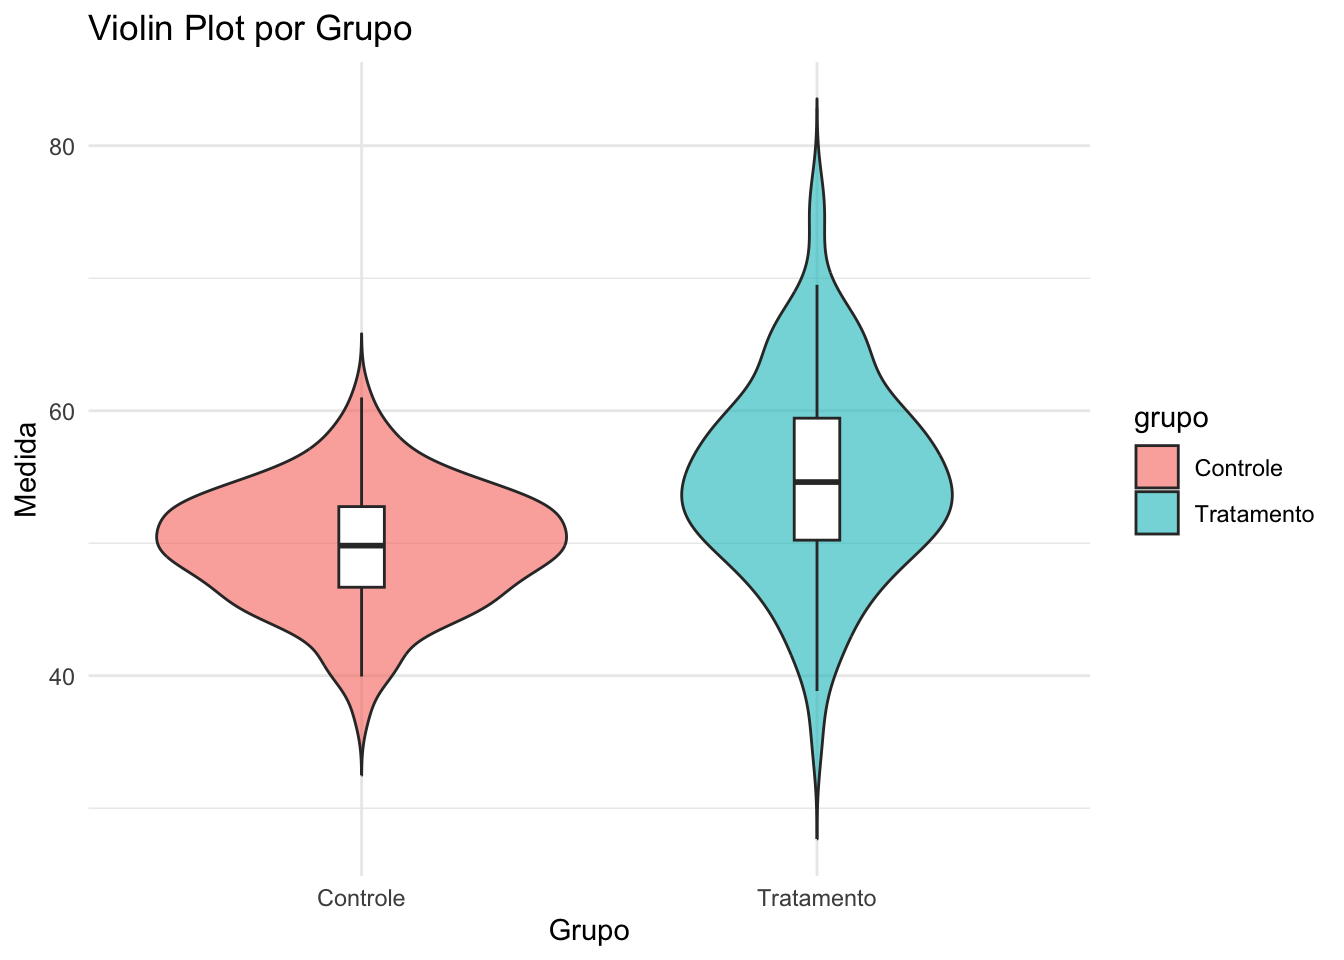 Violin Plot por Grupo
80
60
40
Medida
Controle
Tratamento
Grupo
grupo
Controle
Tratamento